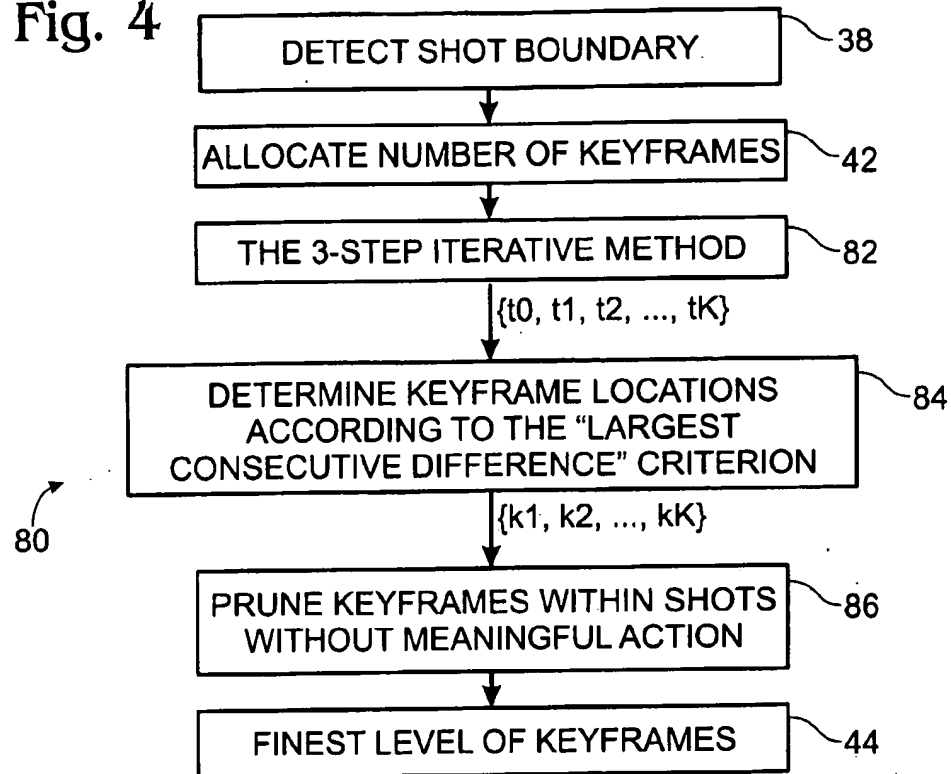 Fig. 4
DETECT SHOT BOUNDARY
38
ALLOCATE NUMBER OF KEYFRAMES
42
THE 3-STEP ITERATIVE METHOD
82
{t0, t1, t2, ..., tK}
DETERMINE KEYFRAME LOCATIONS
ACCORDING TO THE “LARGEST
CONSECUTIVE DIFFERENCE” CRITERION
84
80
{k1, k2, ..., kK}
PRUNE KEYFRAMES WITHIN SHOTS
WITHOUT MEANINGFUL ACTION
86
FINEST LEVEL OF KEYFRAMES
44